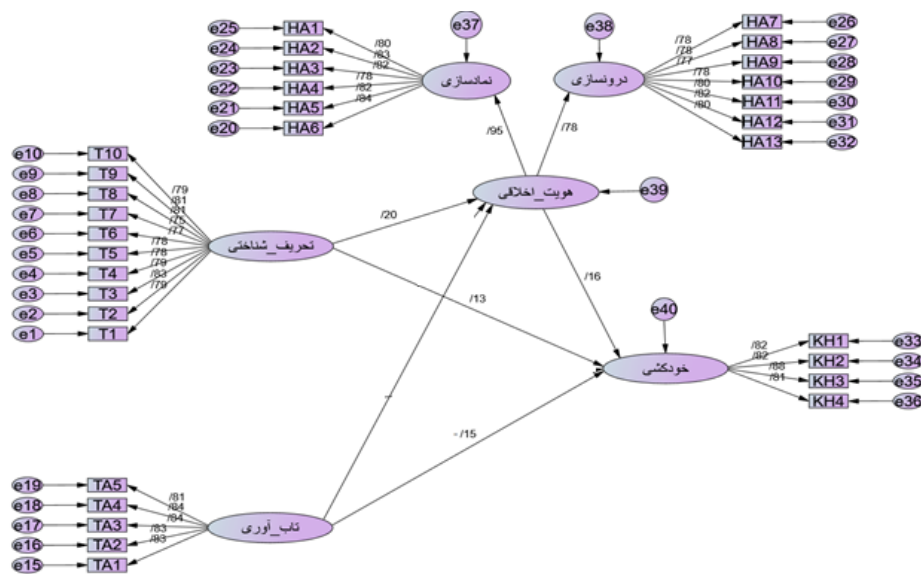 e37
e38
e25 HA1
e24 HA2
e23 HA3
e22 HA4
e21 HA5
e20 HA6
/80
/83
/82
/78
/82
/84
نمادسازی
درونسازی
/78
/78
/77
/78
/80
/82
/80
HA7 e26
HA8 e27
HA9 e28
HA10 e29
HA11 e30
HA12 e31
HA13 e32
/95
/78
هویت_اخلاقی
e39
e10 T10
e9 T9
e8 T8
e7 T7
e6 T6
e5 T5
e4 T4
e3 T3
e2 T2
e1 T1
/79
/81
/81
/75
/77
/78
/78
/79
/83
/79
تحریف_شناختی
/20
/13
/16
e40
خودکشی
/82
/82
/88
/81
KH1 e33
KH2 e34
KH3 e35
KH4 e36
-
- /15
e19 TA5
e18 TA4
e17 TA3
e16 TA2
e15 TA1
/81
/84
/84
/83
/83
تاب_آوری